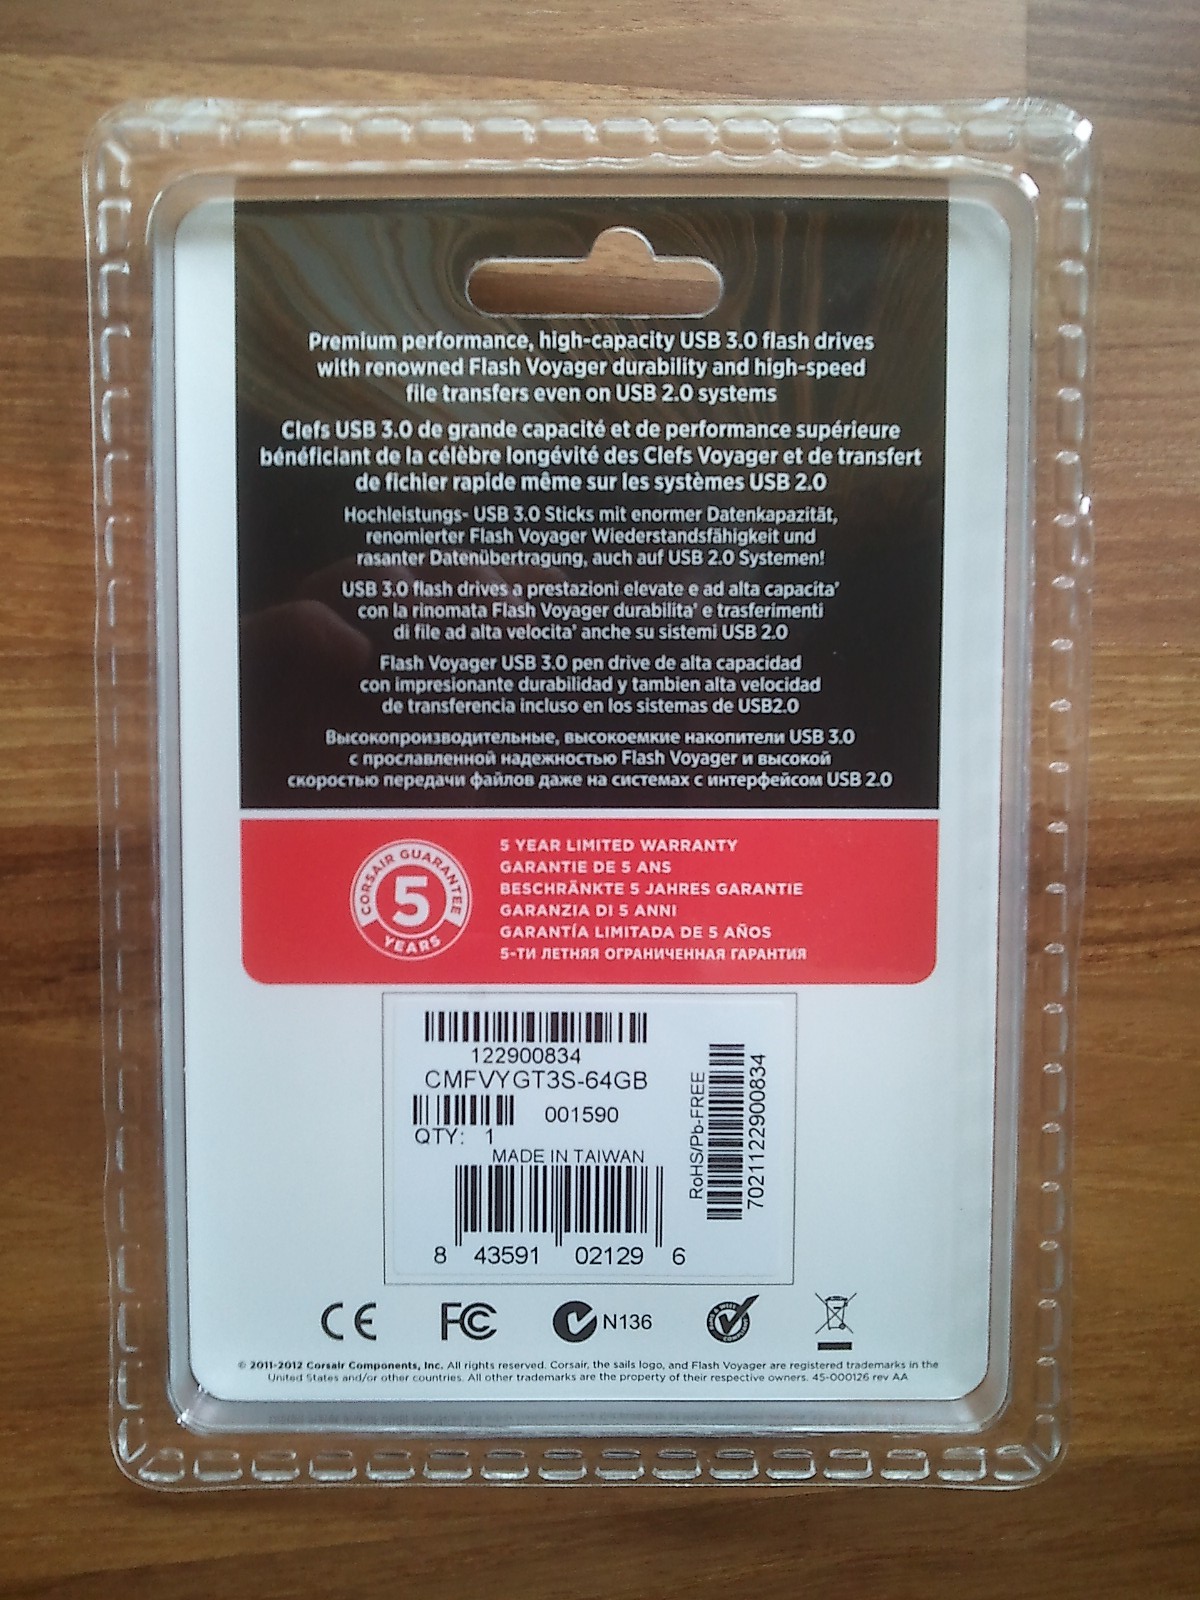 Premium performance, high-capacity USB 3.0 flash drives
with renowned Flash Voyager durability and high-speed
file transfers even on USB 2.0 systems
Clefs USB 3.0 de grande capacité et de performance supérieure
bénéficiant de la célèbre longévité des Clefs Voyager et de transfert
de fichier rapide même sur les systèmes USB 2.0
Hochleistungs- USB 3.0 Sticks mit enormer Datenkapazität,
renomierter Flash Voyager Wiederstandsfähigkeit und
rasanter Datenübertragung, auch auf USB 2.0 Systemen!
USB 3.0 flash drives a prestazioni elevate e ad alta capacita'
con la rinomata Flash Voyager durabilita' e trasferimenti
di file ad alta velocita' anche su sistemi USB 2.0
Flash Voyager USB 3.0 pen drive de alta capacidad
con impresionante durabilidad y tambien alta velocidad
de transferencia incluso en los sistemas de USB2.0
Высокопроизводительные, высокоемкие накопители USB 3.0
с прославленной надежностью Flash Voyager и высокой
скоростью передачи файлов даже на системах с интерфейсом USB 2.0
CORSAIR GUARANTEE
5
YEARS
5 YEAR LIMITED WARRANTY
GARANTIE DE 5 ANS
BESCHRÄNKTE 5 JAHRES GARANTIE
GARANZIA DI 5 ANNI
GARANTÍA LIMITADA DE 5 AÑOS
5-ТИ ЛЕТНЯЯ ОГРАНИЧЕННАЯ ГАРАНТИЯ
122900834
CMFVYGT3S-64GB
001590
QTY: 1
MADE IN TAIWAN
8 43591 02129 6
RoHS/Pb-FREE
7021122900834
CE
FC
N136
© 2011-2012 Corsair Components, Inc. All rights reserved. Corsair, the sails logo, and Flash Voyager are registered trademarks in the
United States and/or other countries. All other trademarks are the property of their respective owners. 45-000126 rev AA